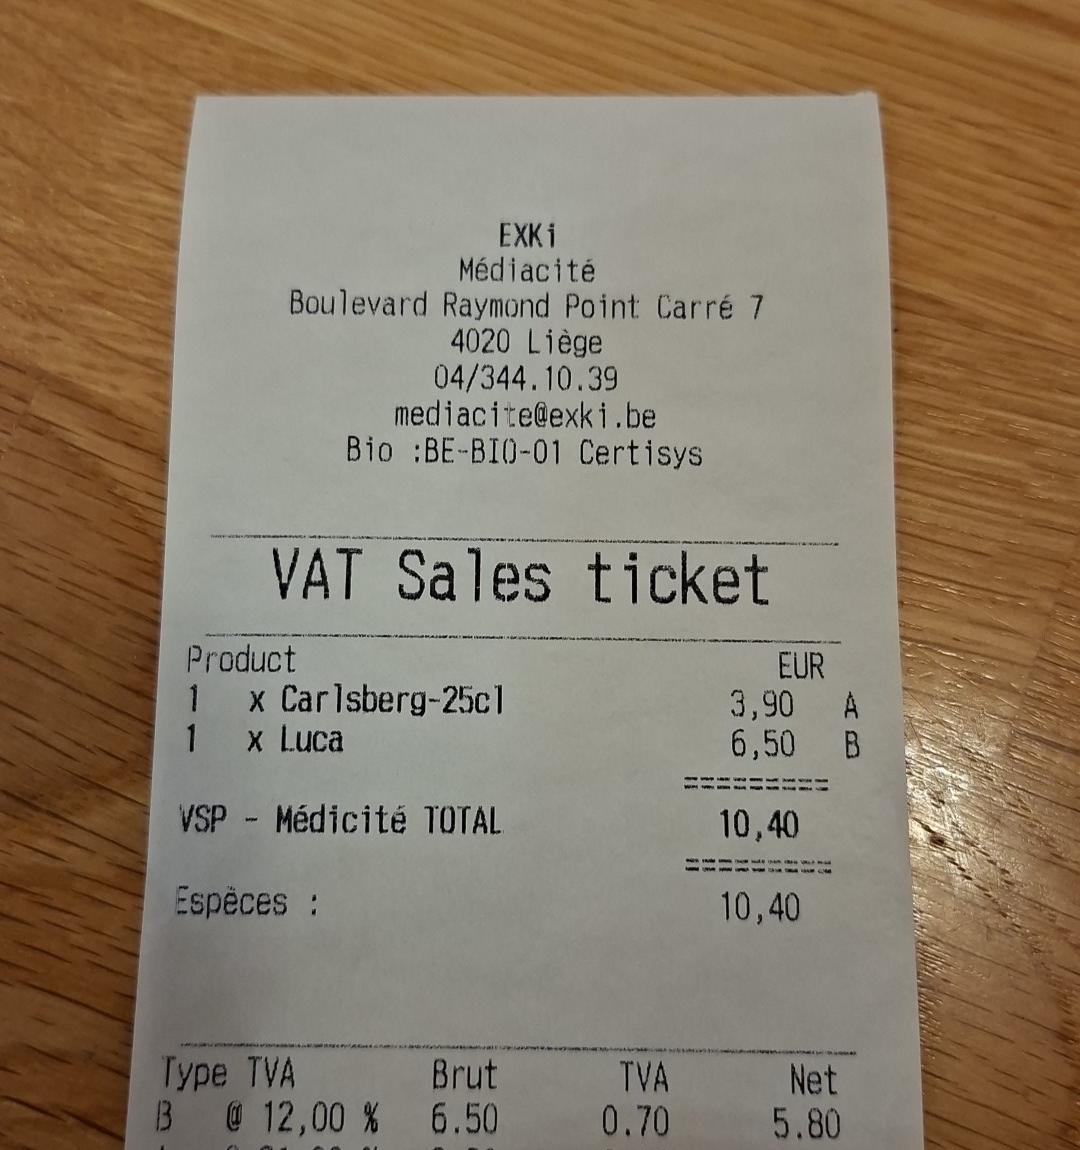 EXKi
Médiacité
Boulevard Raymond Point Carré 7
4020 Liège
04/344.10.39
mediacite@exki.be
Bio :BE-BIO-01 Certisys
VAT Sales ticket
Product EUR
1 x Carlsberg-25cl 3,90 A
1 x Luca 6,50 B
VSP - Médicité TOTAL 10,40
Espèces : 10,40
Type TVA Brut TVA Net
B @ 12,00 % 6.50 0.70 5.80